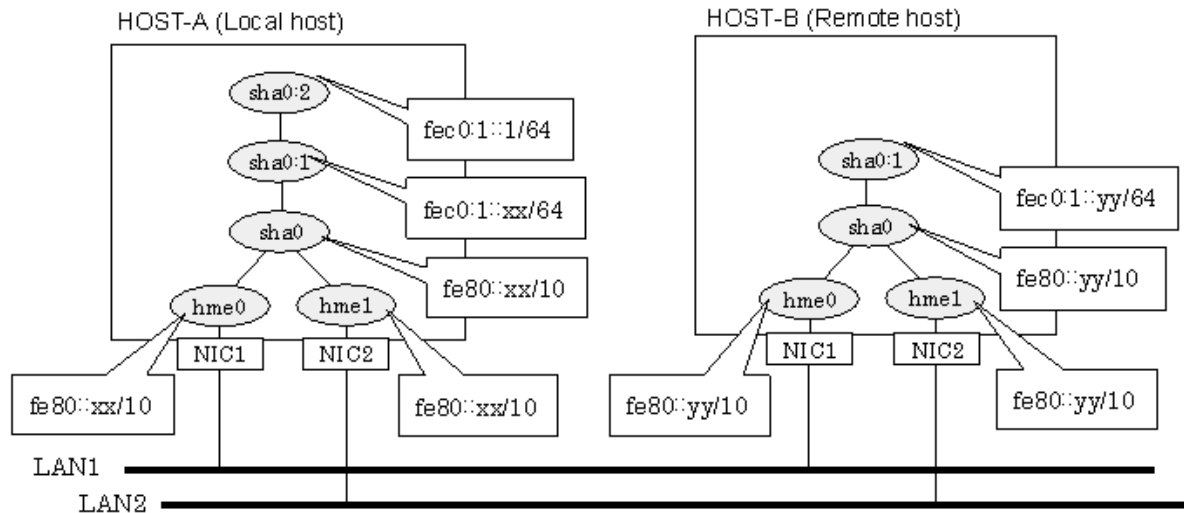 HOST-A (Local host)
sha0:2
fec0:1::1/64
sha0:1
fec0:1::xx/64
sha0
fe80::xx/10
hme0
hme1
NIC1
NIC2
fe80::xx/10
fe80::xx/10
HOST-B (Remote host)
sha0:1
fec0:1::yy/64
sha0
fe80::yy/10
hme0
hme1
NIC1
NIC2
fe80::yy/10
fe80::yy/10
LAN1
LAN2